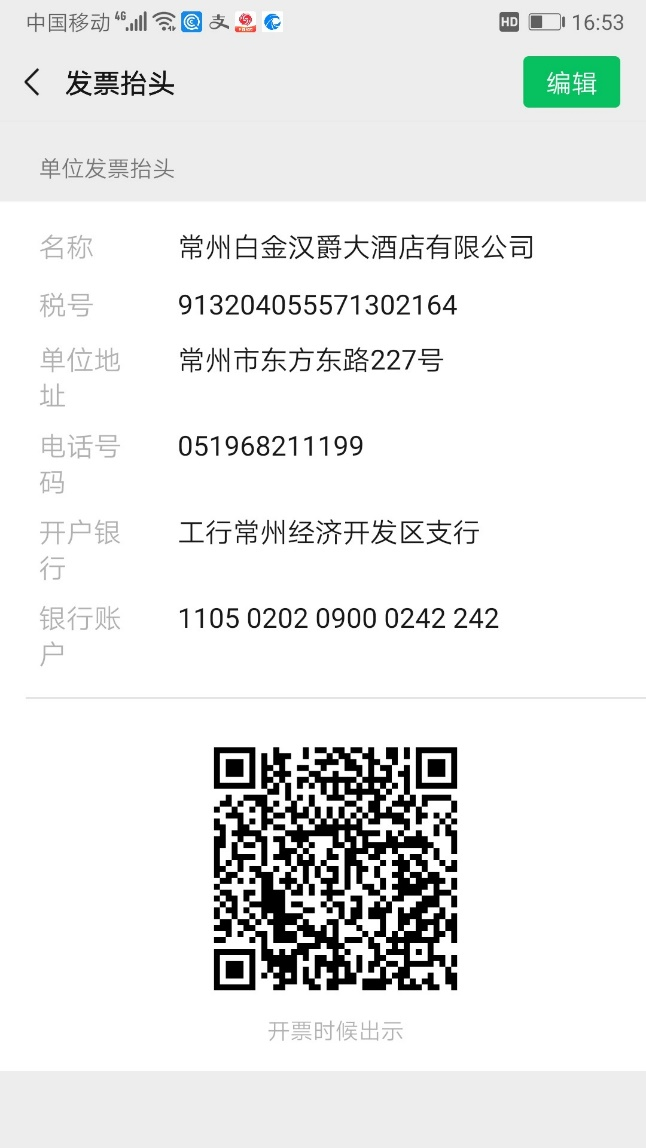 中国移动 4G HD 16:53
发票抬头 编辑
单位发票抬头
名称 常州白金汉爵大酒店有限公司
税号 913204055571302164
单位地 常州市东方东路227号
址
电话号 051968211199
码
开户银 工行常州经济开发区支行
行
银行账 1105 0202 0900 0242 242
户
开票时候出示